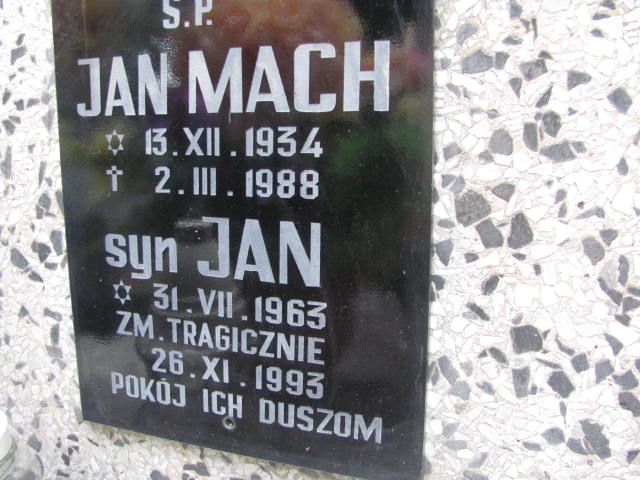 Ś.P.
JAN MACH
✡ 13.XII.1934
† 2.III.1988
syn JAN
✡ 31.VII.1963
ZM. TRAGICZNIE
26.XI.1993
POKÓJ ICH DUSZOM